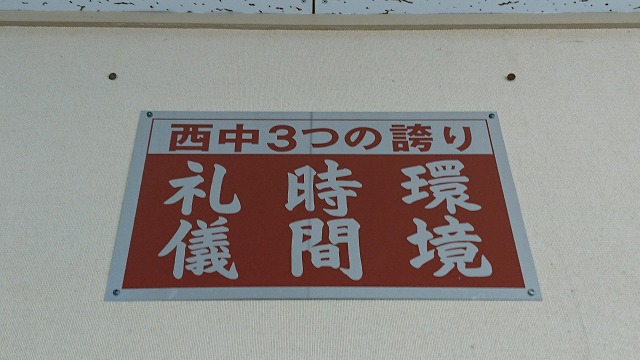 西中3つの誇り
環境
時間
礼儀